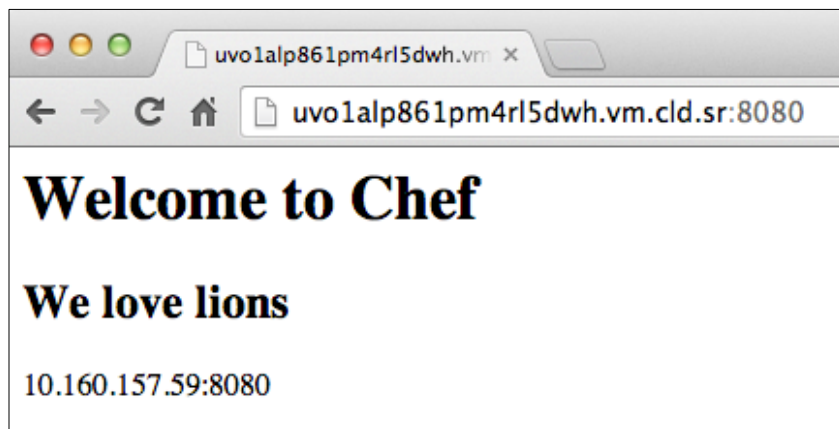 uvo1alp861pm4rl5dwh.vm
uvo1alp861pm4rl5dwh.vm.cld.sr:8080
Welcome to Chef
We love lions
10.160.157.59:8080